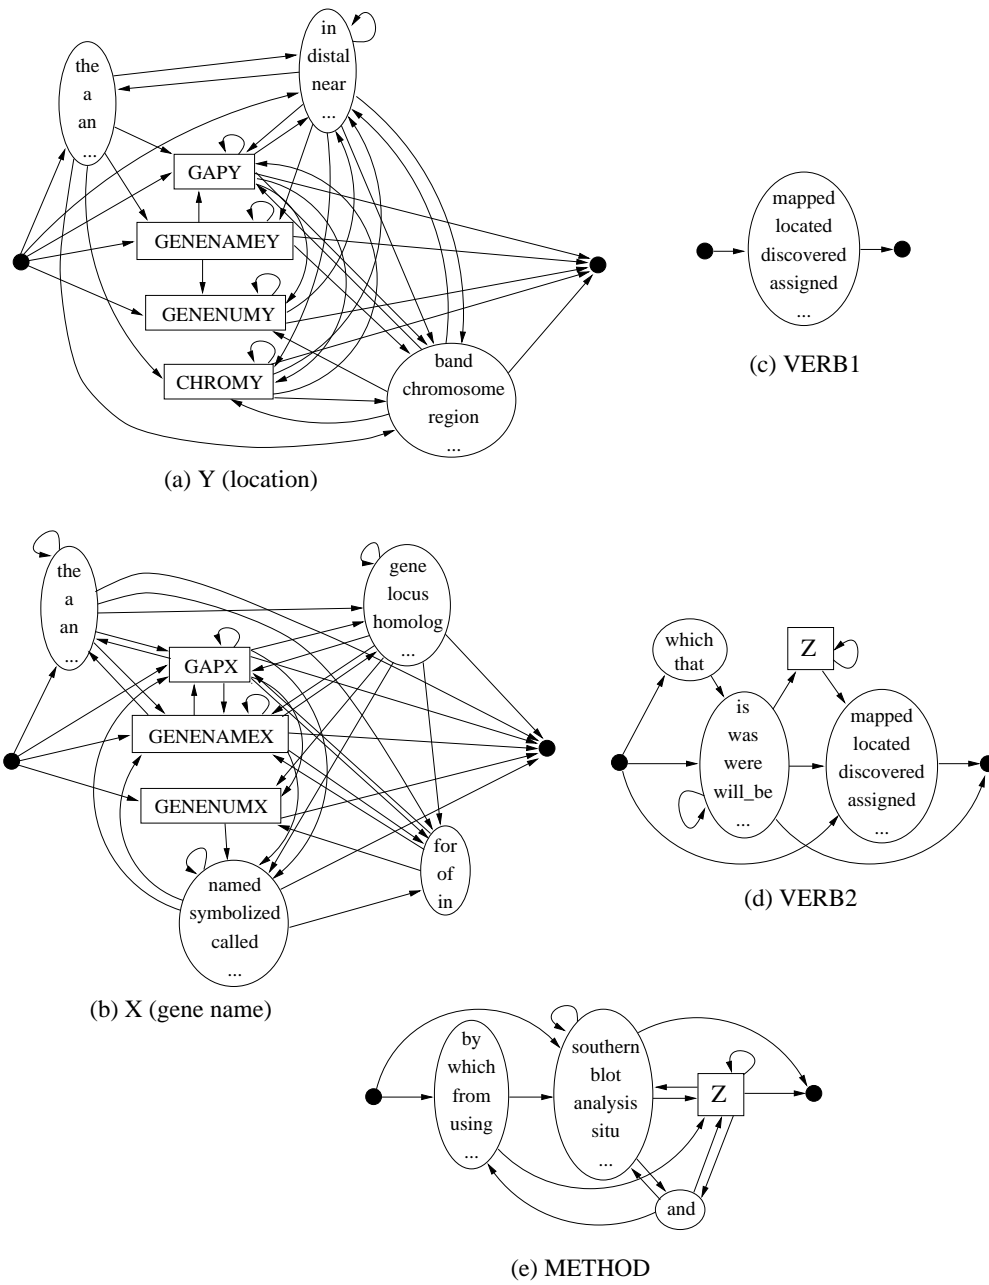 the
a
an
...
in
distal
near
...
GAPY
GENENAMEY
GENENUMY
CHROMY
band
chromosome
region
...
(a) Y (location)
mapped
located
discovered
assigned
...
(c) VERB1
the
a
an
...
gene
locus
homolog
...
GAPX
GENENAMEX
GENENUMX
named
symbolized
called
...
for
of
in
(b) X (gene name)
which
that
Z
is
was
were
will_be
...
mapped
located
discovered
assigned
...
(d) VERB2
by
which
from
using
...
southern
blot
analysis
situ
...
Z
and
(e) METHOD